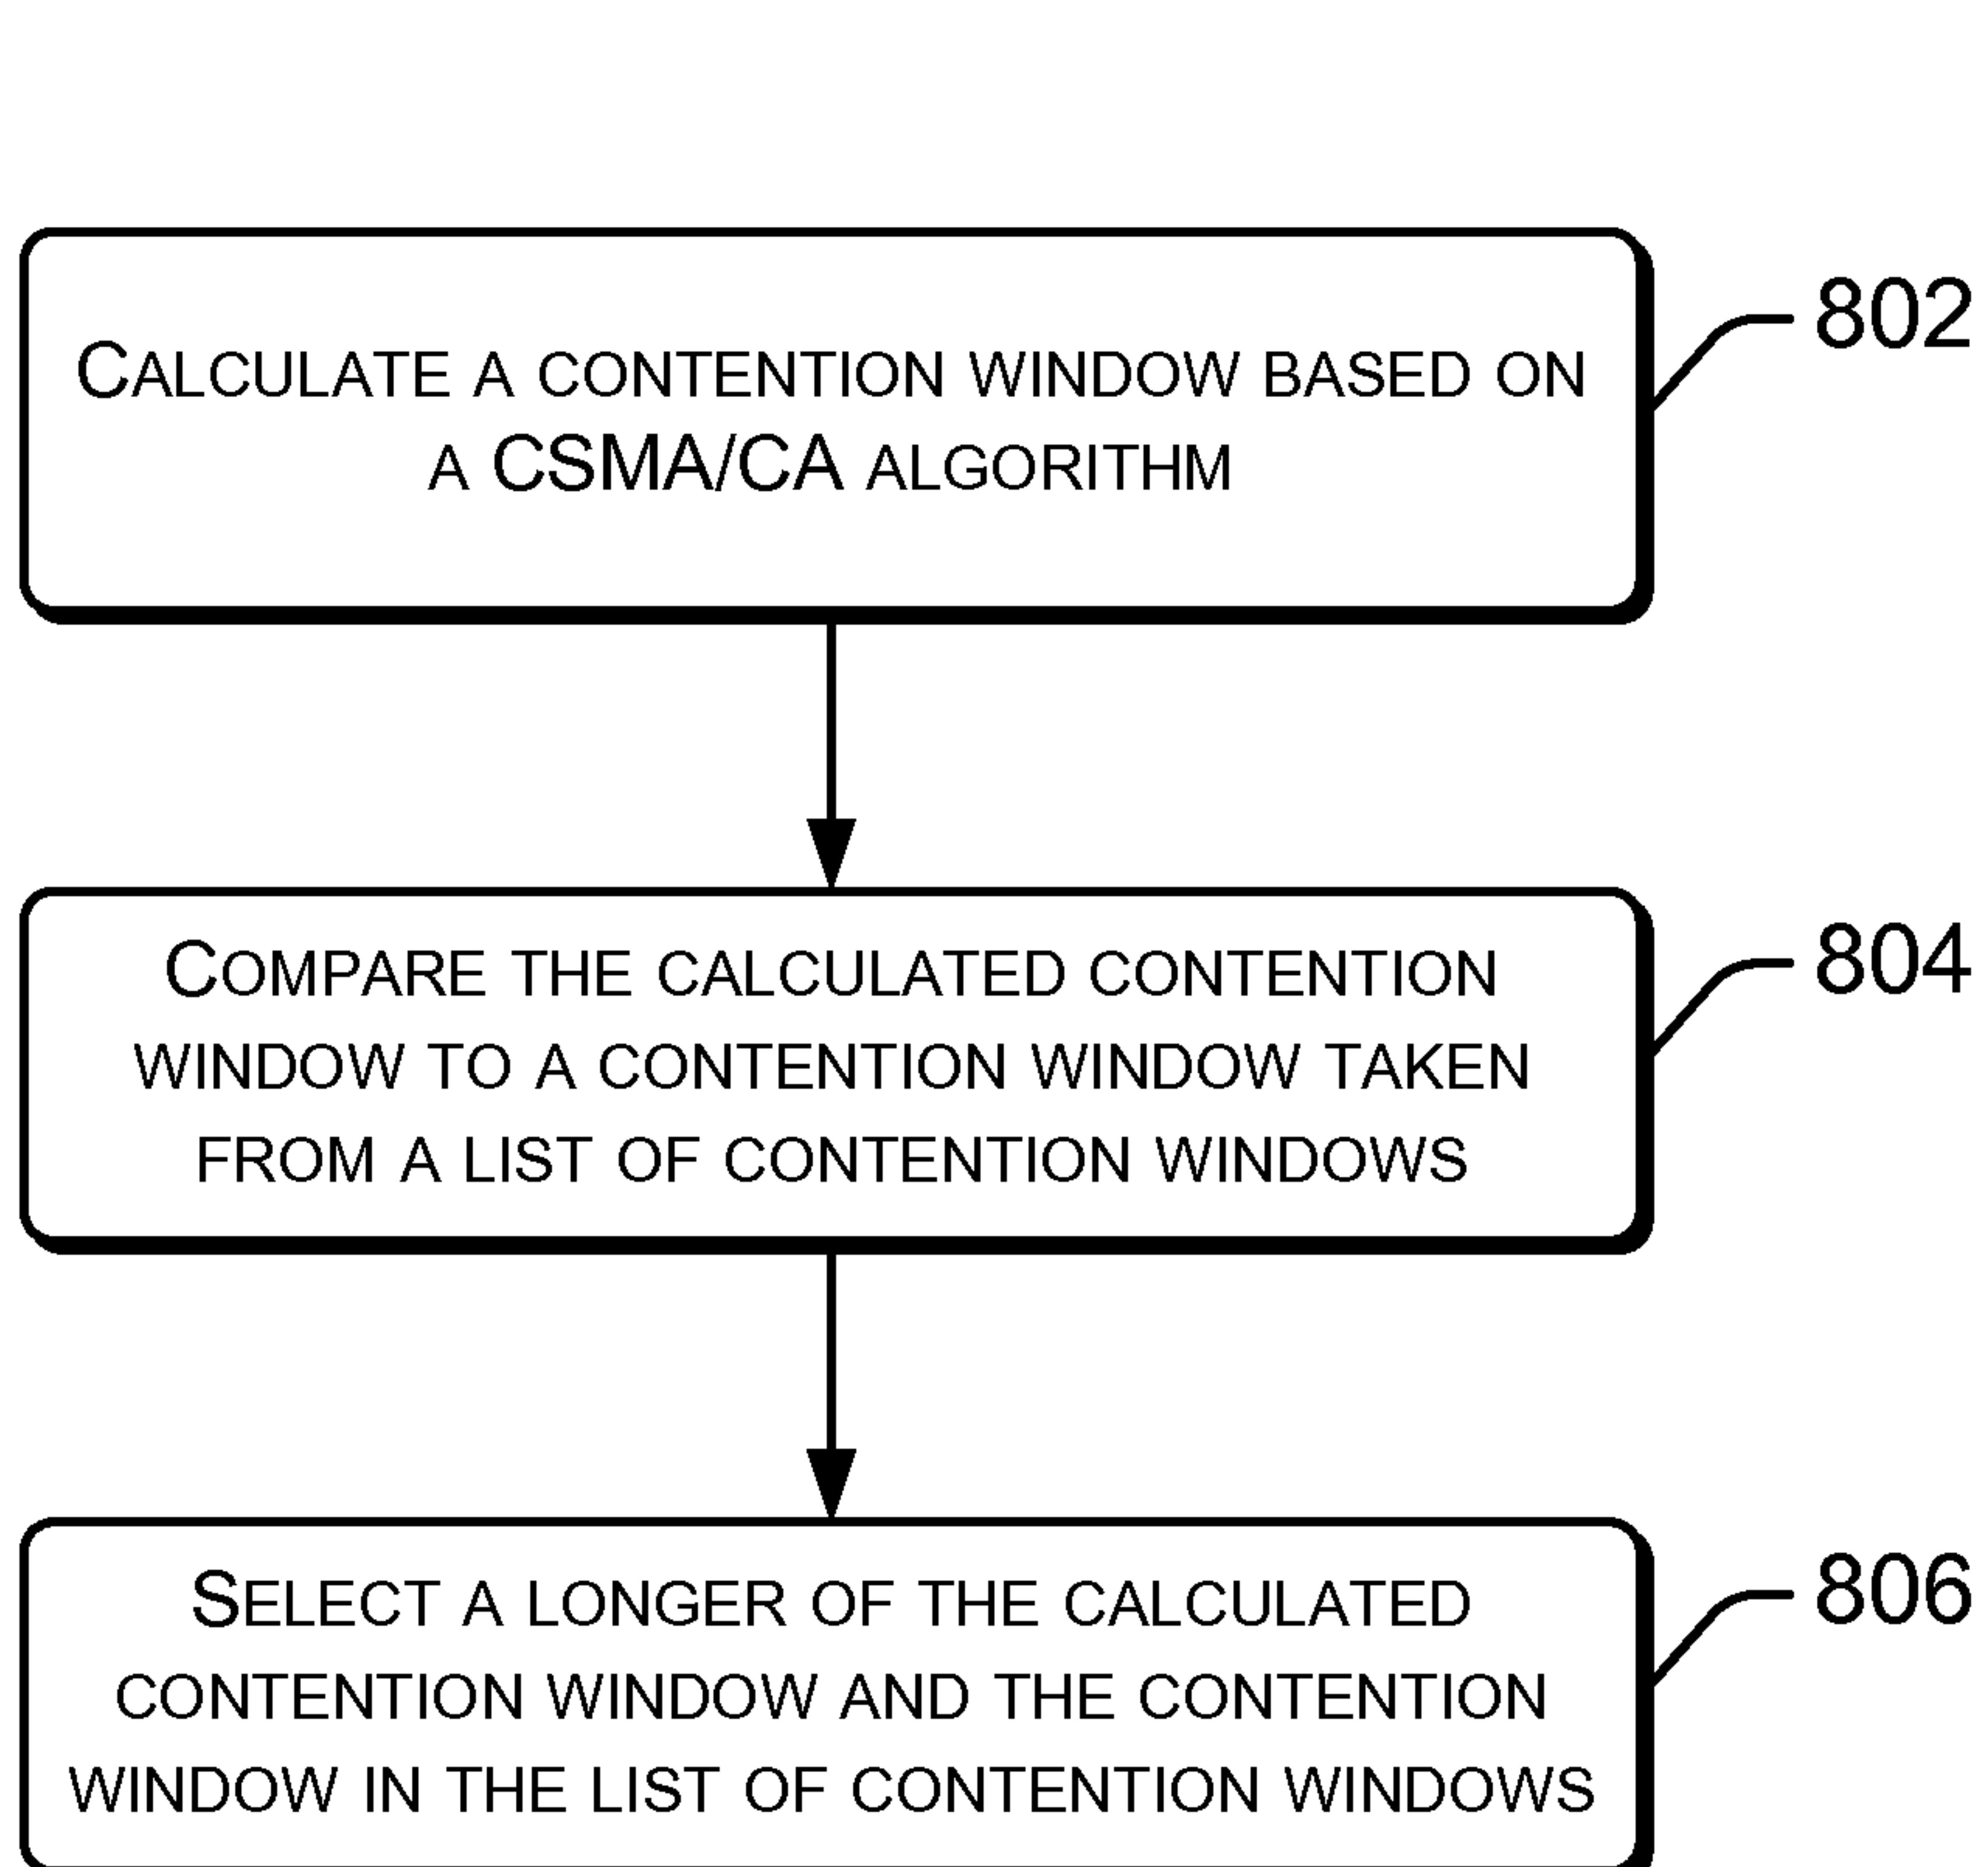 Calculate a contention window based on
a CSMA/CA algorithm
802
Compare the calculated contention
window to a contention window taken
from a list of contention windows
804
Select a longer of the calculated
contention window and the contention
window in the list of contention windows
806